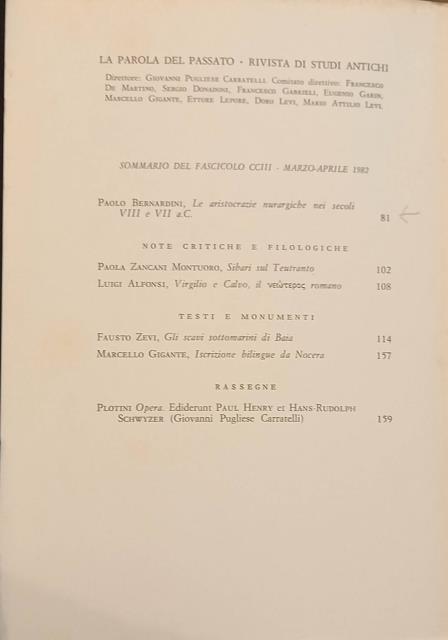 LA PAROLA DEL PASSATO · RIVISTA DI STUDI ANTICHI
Direttore: GIOVANNI PUGLIESE CARRATELLI. Comitato direttivo: FRANCESCO
DE MARTINO, SERGIO DONADONI, FRANCESCO GABRIELI, EUGENIO GARIN,
MARCELLO GIGANTE, ETTORE LEPORE, DORO LEVI, MARIO ATTILIO LEVI.
SOMMARIO DEL FASCICOLO CCIII - MARZO-APRILE 1982
PAOLO BERNARDINI, Le aristocrazie nuragiche nei secoli
VIII e VII a.C. 81
NOTE CRITICHE E FILOLOGICHE
PAOLA ZANCANI MONTUORO, Sibari sul Teutranto 102
LUIGI ALFONSI, Virgilio e Calvo, il νεώτερος romano 108
TESTI E MONUMENTI
FAUSTO ZEVI, Gli scavi sottomarini di Baia 114
MARCELLO GIGANTE, Iscrizione bilingue da Nocera 157
RASSEGNE
PLOTINI Opera. Ediderunt PAUL HENRY et HANS-RUDOLPH
SCHWYZER (Giovanni Pugliese Carratelli) 159